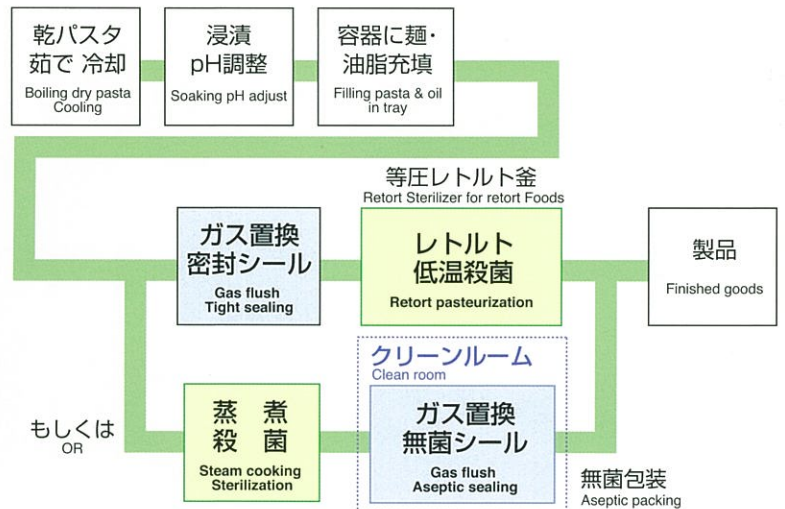 乾パスタ
茹で 冷却
Boiling dry pasta
Cooling
浸漬
pH調整
Soaking pH adjust
容器に麺・
油脂充填
Filling pasta & oil
in tray
等圧レトルト釜
Retort Sterilizer for retort Foods
ガス置換
密封シール
Gas flush
Tight sealing
レトルト
低温殺菌
Retort pasteurization
製品
Finished goods
もしくは
OR
蒸 煮
殺 菌
Steam cooking
Sterilization
クリーンルーム
Clean room
ガス置換
無菌シール
Gas flush
Aseptic sealing
無菌包装
Aseptic packing